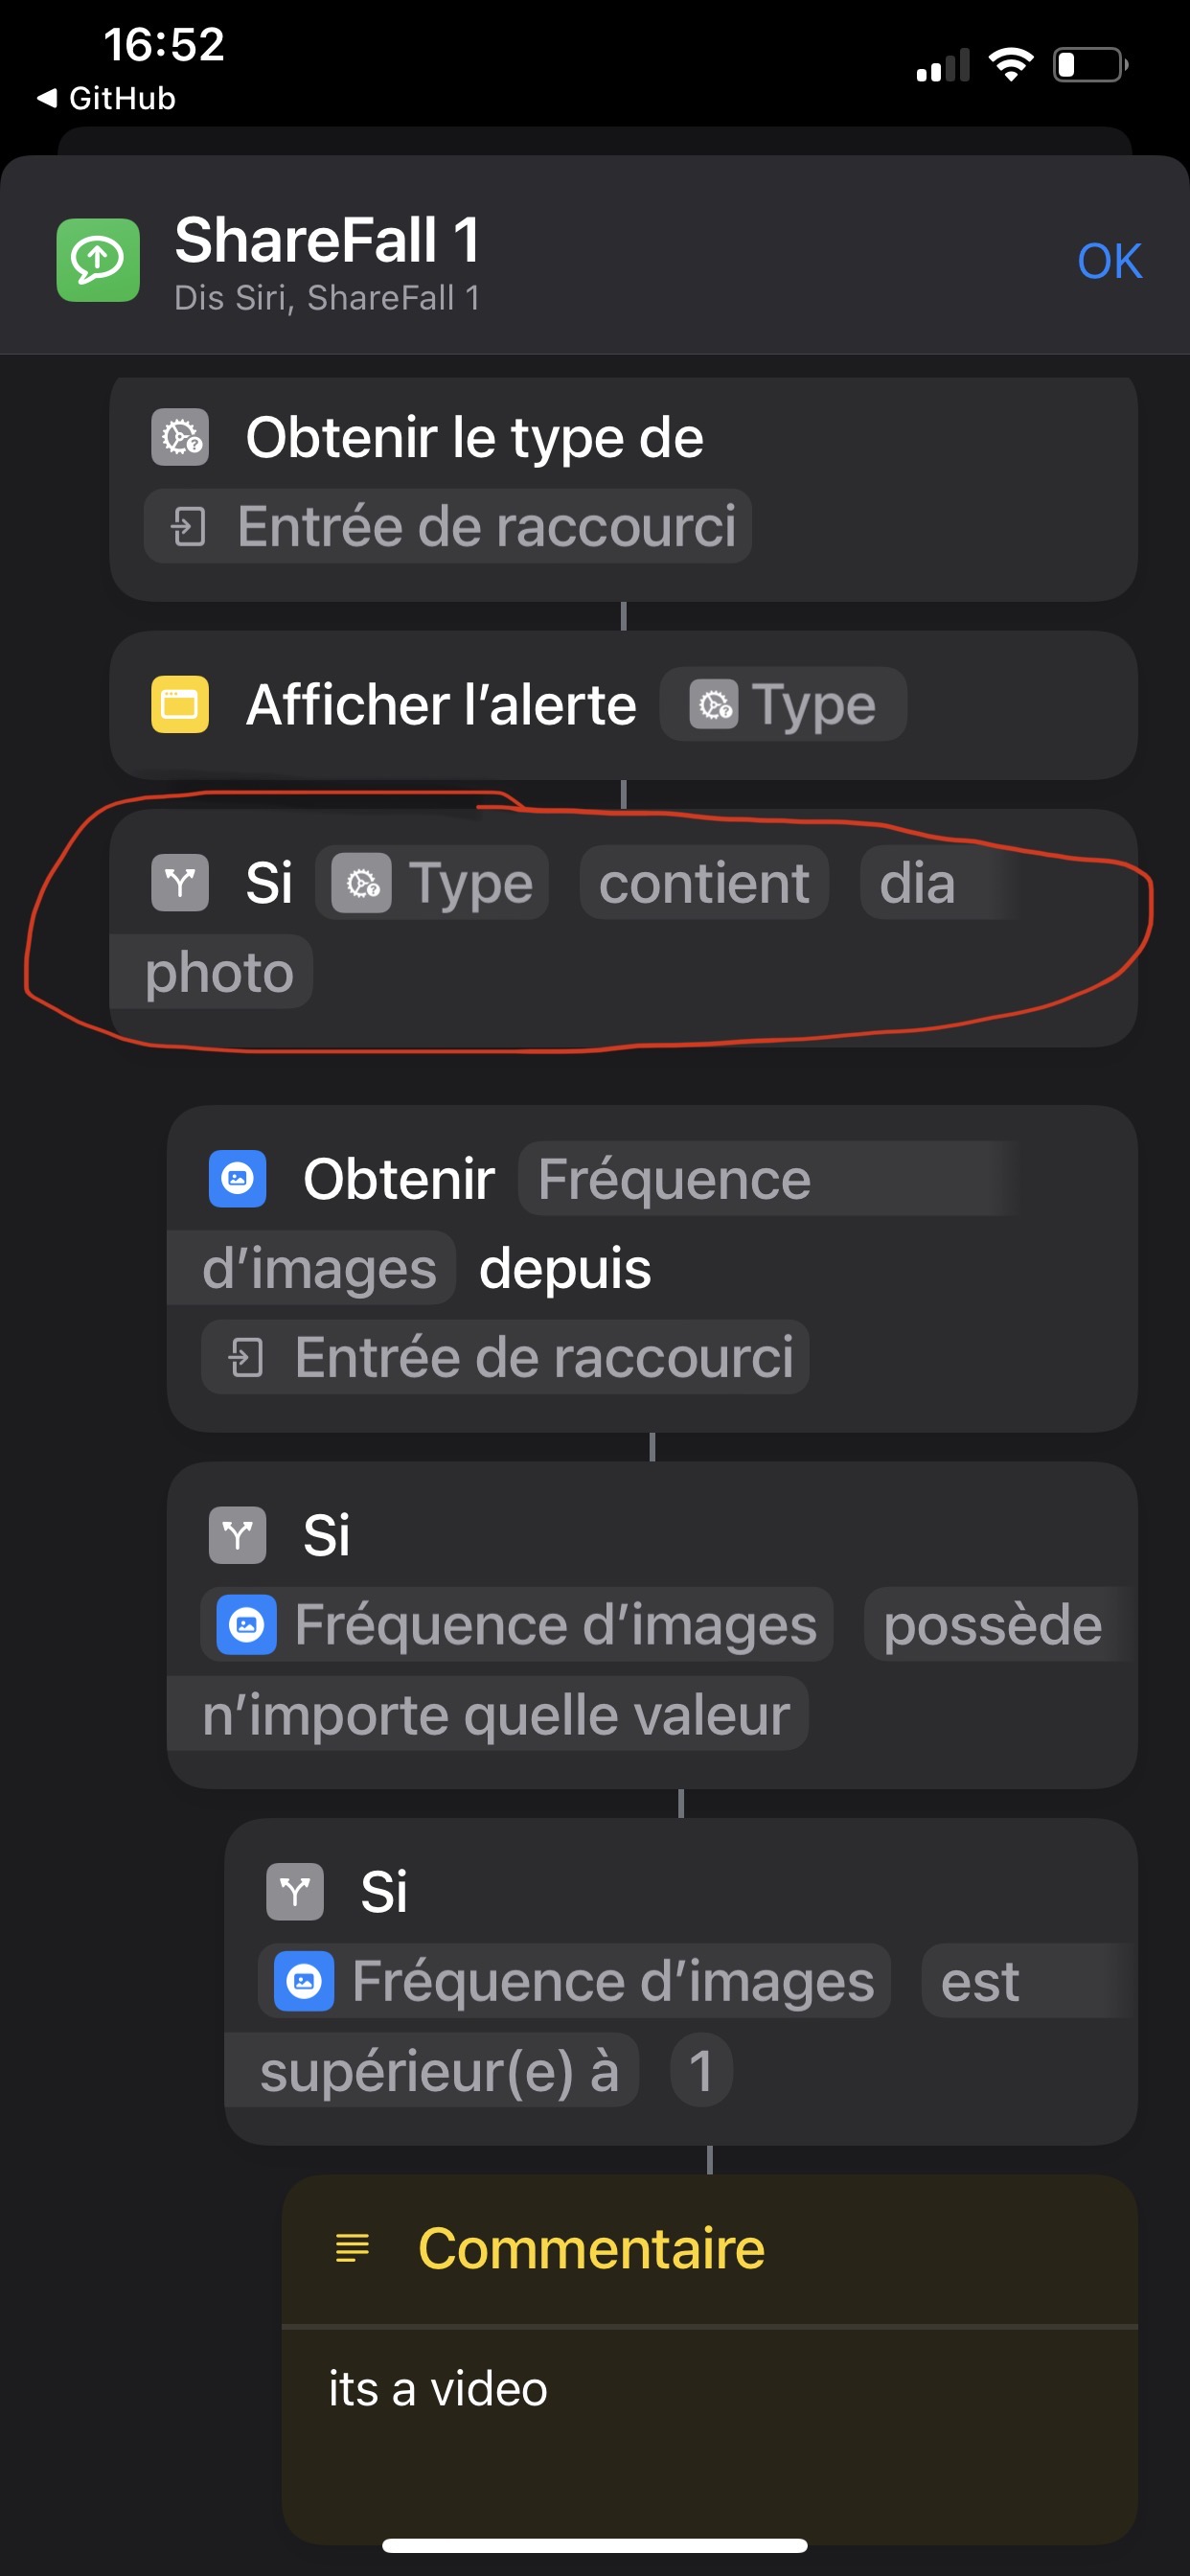 16:52
◀ GitHub
ShareFall 1
OK
Dis Siri, ShareFall 1
Obtenir le type de
Entrée de raccourci
Afficher l’alerte Type
Si Type contient dia
photo
Obtenir Fréquence
d’images depuis
Entrée de raccourci
Si
Fréquence d’images possède
n’importe quelle valeur
Si
Fréquence d’images est
supérieur(e) à 1
Commentaire
its a video